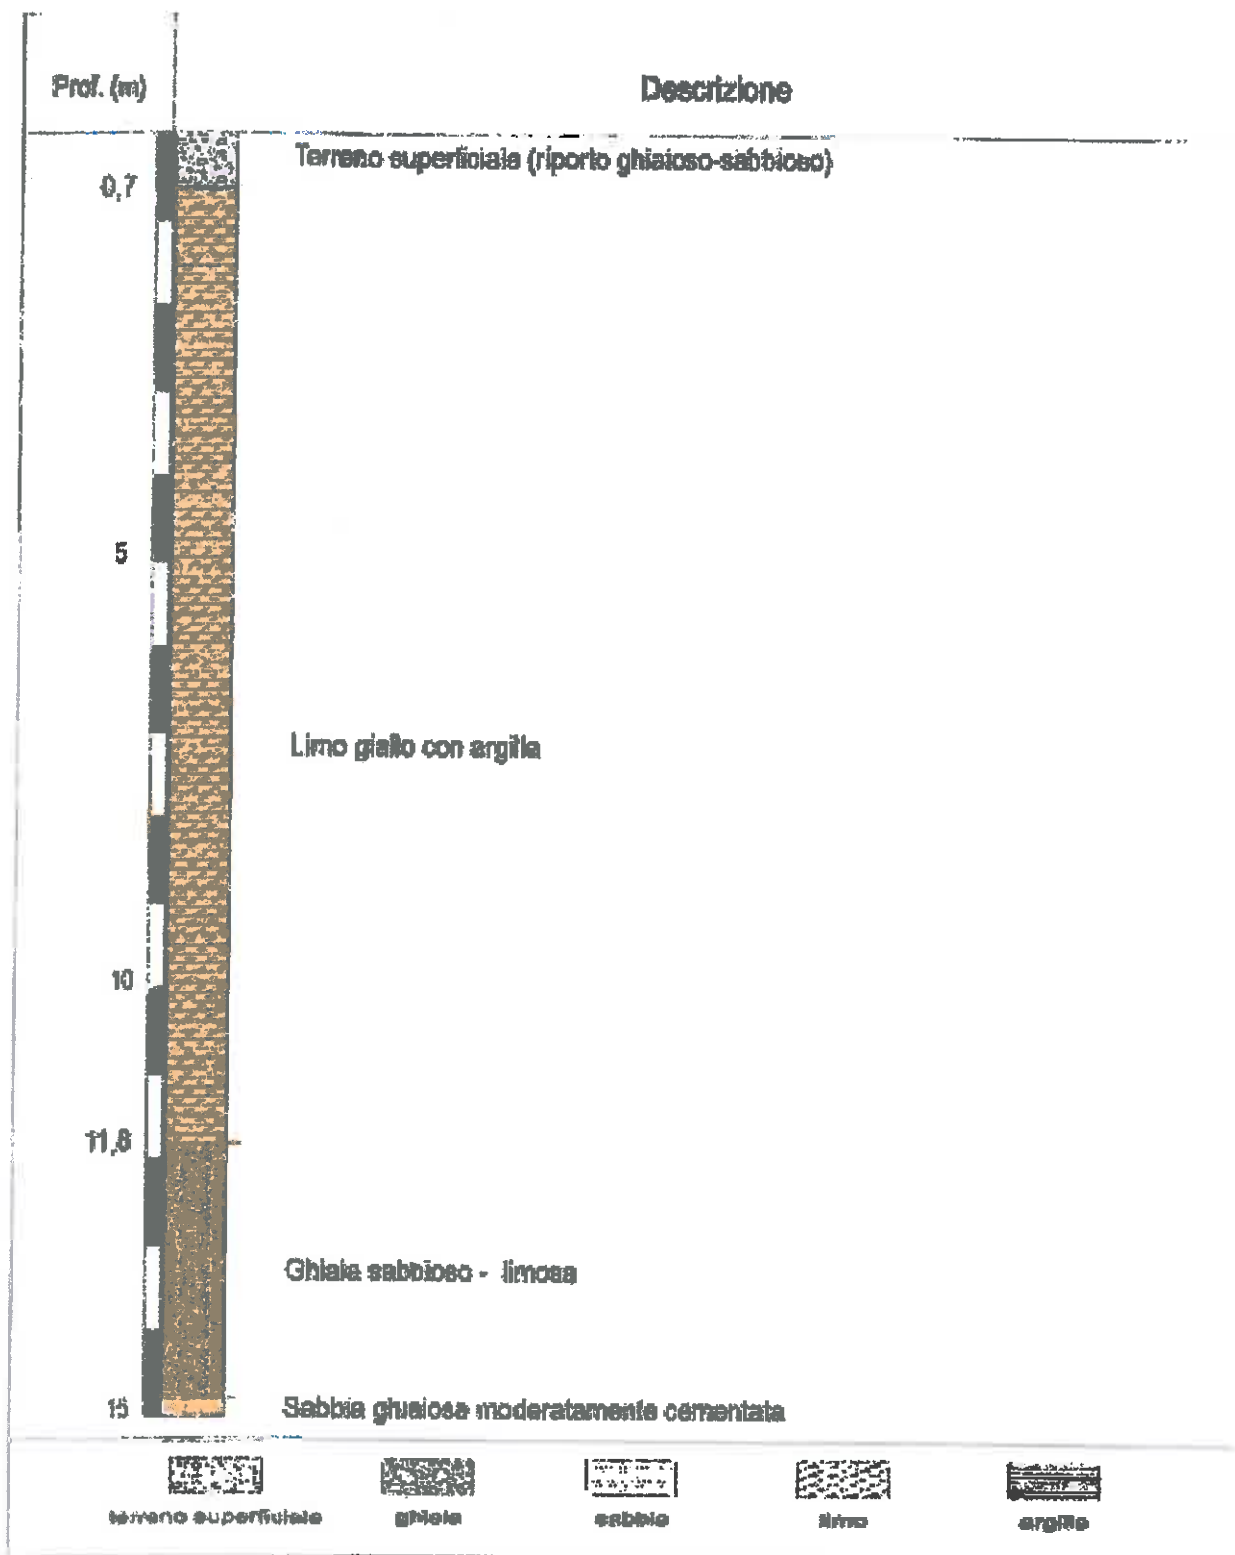 Prof. (m)
Descrizione
Terreno superficiale (riporto ghiaioso-sabbioso)
0,7
5
Limo giallo con argilla
10
11,8
Ghiaia sabbioso - limosa
15
Sabbia ghiaiosa moderatamente cementata
terreno superficiale
ghiaia
sabbia
limo
argilla